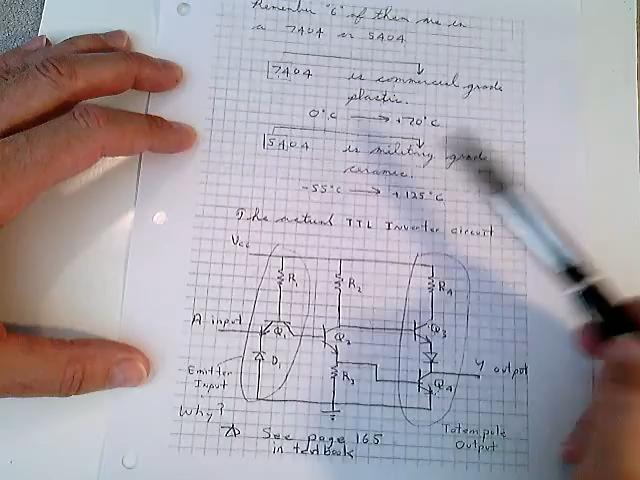 Remember "6" of them are in
a 7404 or 5404
7404 is commercial grade
plastic.
0°C → +70°C
5404 is military grade
ceramic.
-55°C → +125°C
The actual TTL Inverter circuit
Vcc
R1
R2
R4
A input
Q1
Q2
Q3
D1
R3
Q4
Y output
Emitter
Input
Why?
Totempole
Output
See page 165
in textbook